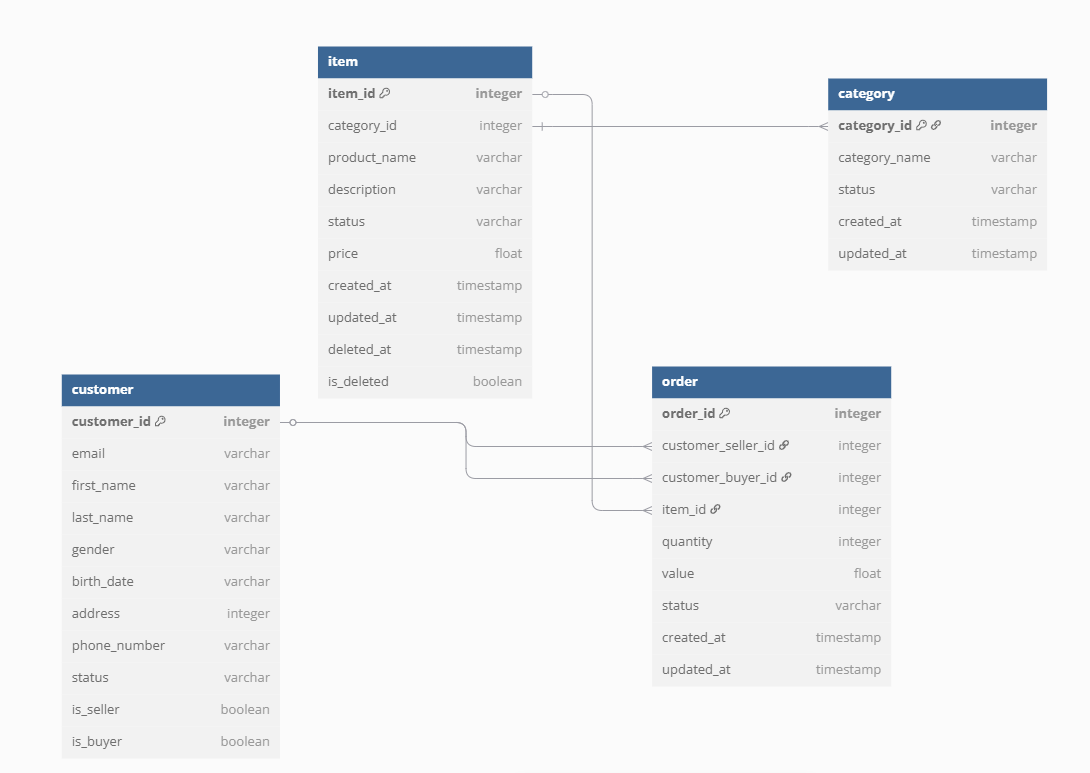 item
item_id integer
category_id integer
product_name varchar
description varchar
status varchar
price float
created_at timestamp
updated_at timestamp
deleted_at timestamp
is_deleted boolean
category
category_id integer
category_name varchar
status varchar
created_at timestamp
updated_at timestamp
customer
customer_id integer
email varchar
first_name varchar
last_name varchar
gender varchar
birth_date varchar
address integer
phone_number varchar
status varchar
is_seller boolean
is_buyer boolean
order
order_id integer
customer_seller_id integer
customer_buyer_id integer
item_id integer
quantity integer
value float
status varchar
created_at timestamp
updated_at timestamp